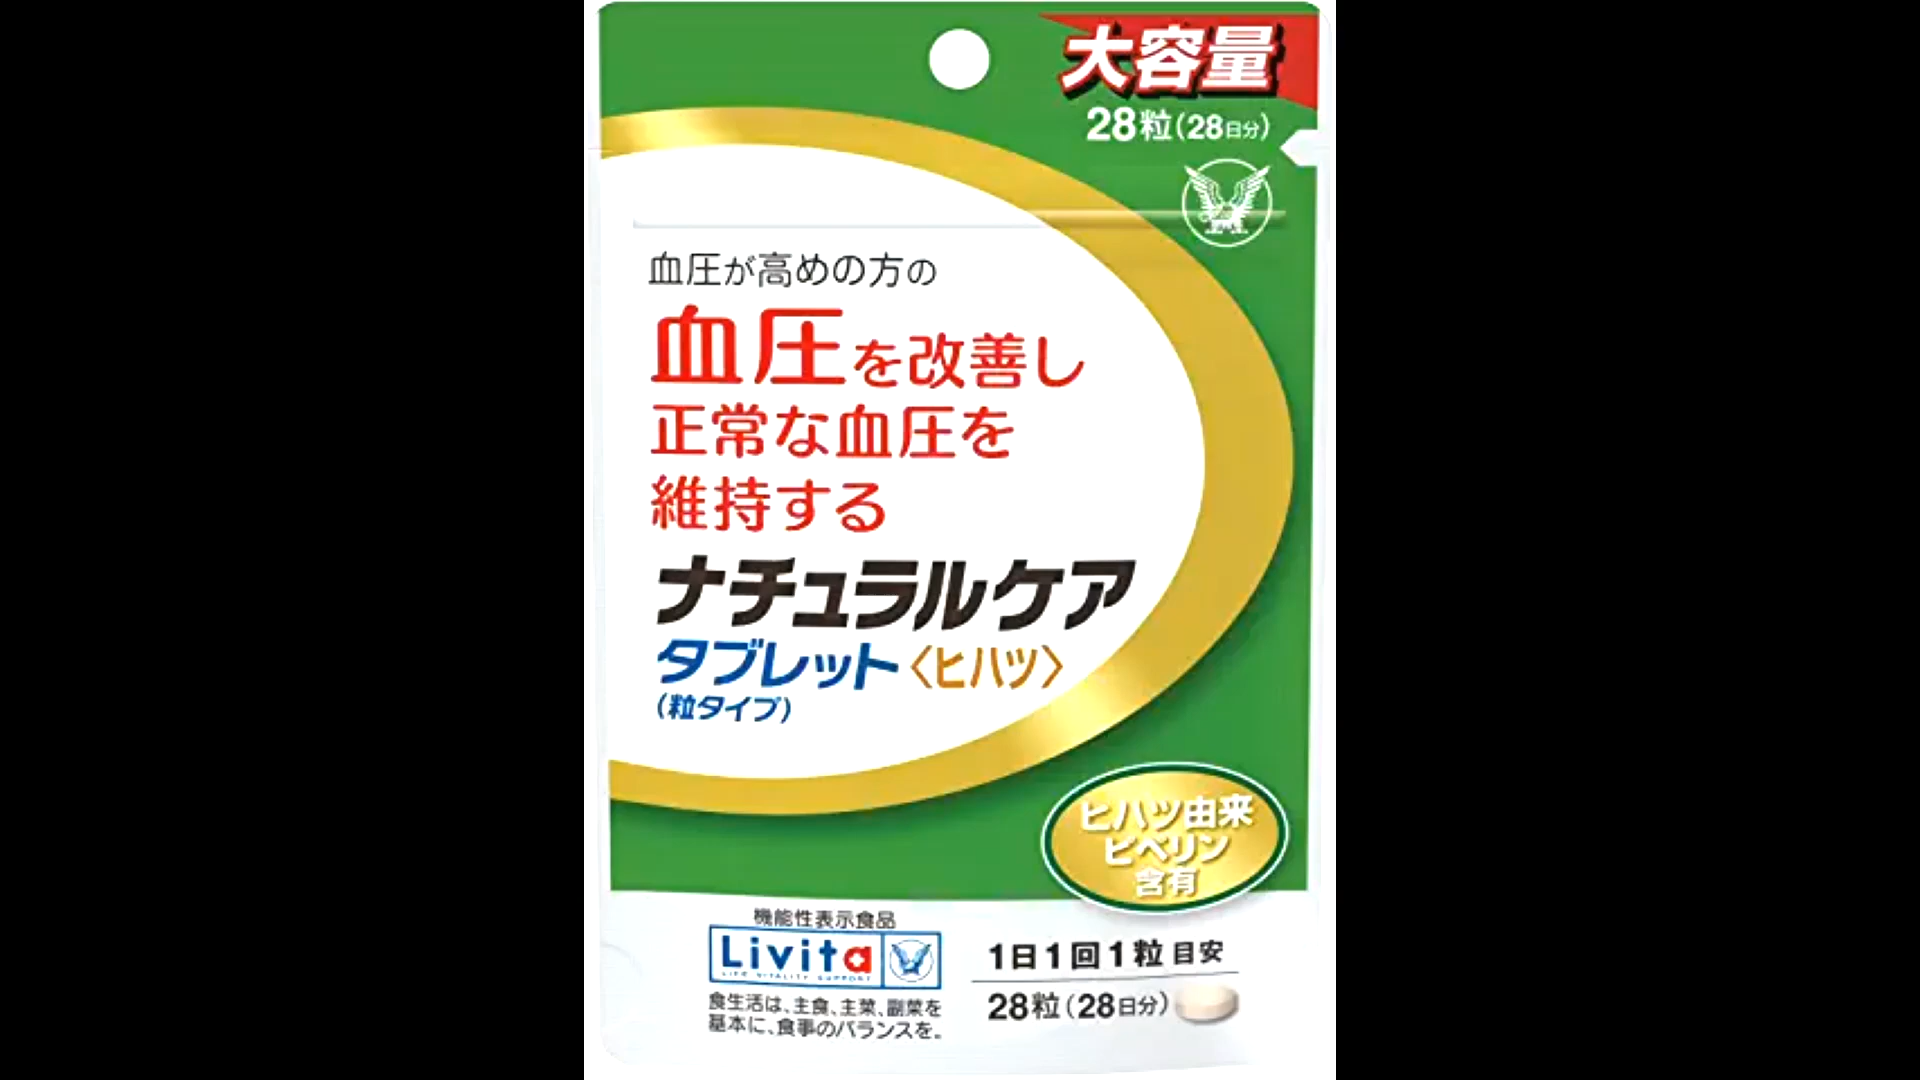 大容量
28粒(28日分)
血圧が高めの方の
血圧を改善し
正常な血圧を
維持する
ナチュラルケア
タブレット〈ヒハツ〉
(粒タイプ)
ヒハツ由来
ピペリン
含有
機能性表示食品
Livita
LIFE VITALITY SUPPORT
食生活は、主食、主菜、副菜を
基本に、食事のバランスを。
1日1回1粒目安
28粒(28日分)